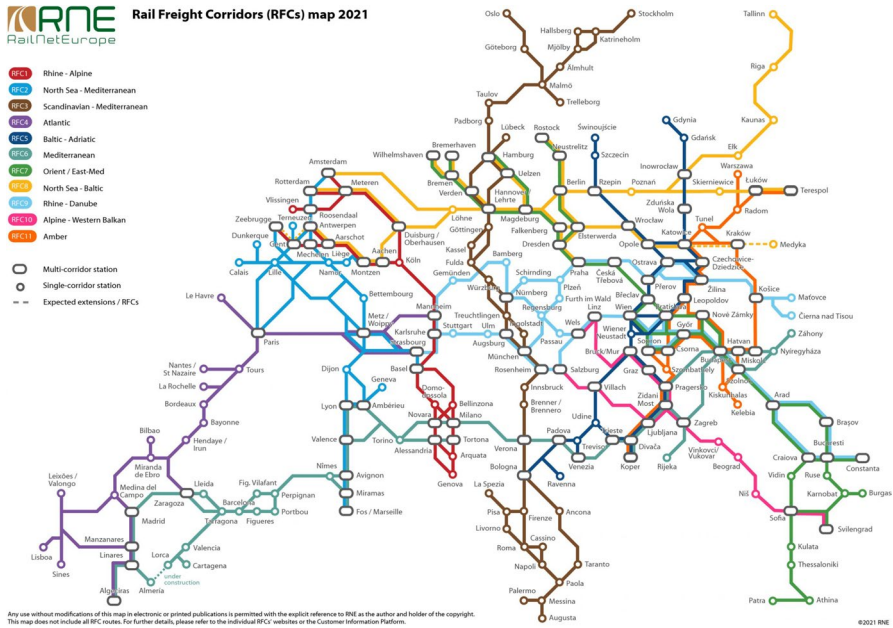 RNE
RailNetEurope
Rail Freight Corridors (RFCs) map 2021
RFC1 Rhine - Alpine
RFC2 North Sea - Mediterranean
RFC3 Scandinavian - Mediterranean
RFC4 Atlantic
RFC5 Baltic - Adriatic
RFC6 Mediterranean
RFC7 Orient / East-Med
RFC8 North Sea - Baltic
RFC9 Rhine - Danube
RFC10 Alpine - Western Balkan
RFC11 Amber
Multi-corridor station
Single-corridor station
Expected extensions / RFCs
Oslo
Stockholm
Tallinn
Hallsberg
Katrineholm
Göteborg
Mjölby
Älmhult
Riga
Malmö
Taulov
Trelleborg
Padborg
Lübeck
Rostock
Świnoujście
Gdynia
Kaunas
Gdańsk
Wilhelmshaven
Bremerhaven
Hamburg
Neustrelitz
Szczecin
Ełk
Amsterdam
Uelzen
Inowrocław
Warszawa
Rotterdam
Meteren
Bremen
Verden
Hannover
Lehrte
Berlin
Rzepin
Poznań
Skierniewice
Łuków
Terespol
Vlissingen
Roosendaal
Löhne
Magdeburg
Zduńska
Wola
Radom
Zeebrugge
Terneuzen
Antwerpen
Duisburg /
Oberhausen
Göttingen
Falkenberg
Elsterwerda
Wrocław
Katowice
Tunel
Kraków
Dunkerque
Gent
Aarschot
Mechelen
Liège
Aachen
Kassel
Dresden
Opole
Medyka
Calais
Lille
Namur
Montzen
Köln
Fulda
Gemünden
Bamberg
Praha
Česká
Třebová
Ostrava
Czechowice-
Dziedzice
Schirnding
Le Havre
Bettembourg
Würzburg
Nürnberg
Plzeň
Přerov
Žilina
Košice
Maťovce
Regensburg
Furth im Wald
Břeclav
Leopoldov
Metz /
Woippy
Mannheim
Treuchtlingen
Ingolstadt
Linz
Wien
Bratislava
Nové Zámky
Čierna nad Tisou
Paris
Karlsruhe
Strasbourg
Stuttgart
Ulm
Augsburg
Passau
Wels
Wiener
Neustadt
Sopron
Győr
Záhony
Hatvan
Nantes /
St Nazaire
Tours
Dijon
Basel
München
Bruck/Mur
Csorna
Budapest
Miskolc
Nyíregyháza
La Rochelle
Geneva
Rosenheim
Salzburg
Graz
Szombathely
Szolnok
Bordeaux
Domo-
dossola
Bellinzona
Innsbruck
Villach
Pragersko
Kiskunhalas
Arad
Lyon
Ambérieu
Novara
Milano
Brenner /
Brennero
Zidani
Most
Kelebia
Bayonne
Udine
Ljubljana
Zagreb
Brașov
Bilbao
Hendaye /
Irun
Valence
Torino
Tortona
Verona
Padova
Trieste
Divača
București
Alessandria
Arquata
Treviso
Vinkovci/
Vukovar
Craiova
Constanta
Miranda
de Ebro
Nîmes
Avignon
Genova
Bologna
Venezia
Koper
Rijeka
Beograd
Vidin
Ruse
Leixões /
Valongo
Medina del
Campo
Lleida
Fig. Vilafant
Perpignan
Miramas
La Spezia
Ravenna
Niš
Karnobat
Burgas
Zaragoza
Barcelona
Portbou
Fos / Marseille
Pisa
Firenze
Ancona
Sofia
Svilengrad
Madrid
Tarragona
Figueres
Livorno
Manzanares
Valencia
Cassino
Lisboa
Linares
Lorca
Cartagena
Roma
Kulata
Sines
under
construction
Napoli
Taranto
Thessaloniki
Algeciras
Almería
Palermo
Paola
Messina
Patra
Athina
Augusta
Any use without modifications of this map in electronic or printed publications is permitted with the explicit reference to RNE as the author and holder of the copyright.
This map does not include all RFC routes. For further details, please refer to the individual RFCs' websites or the Customer Information Platform.
©2021 RNE